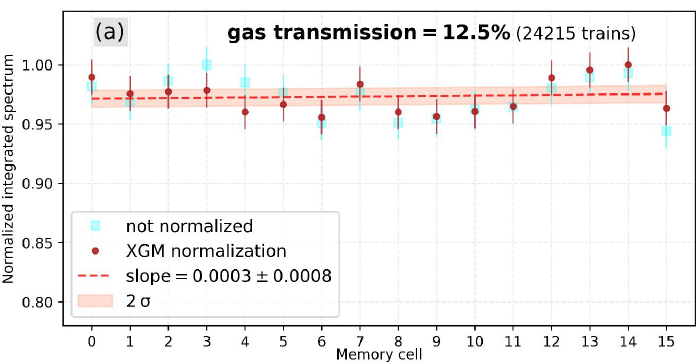 (a)
gas transmission = 12.5% (24215 trains)
Normalized integrated spectrum
1.00
0.95
0.90
0.85
0.80
not normalized
XGM normalization
slope = 0.0003 ± 0.0008
2 σ
0 1 2 3 4 5 6 7 8 9 10 11 12 13 14 15
Memory cell